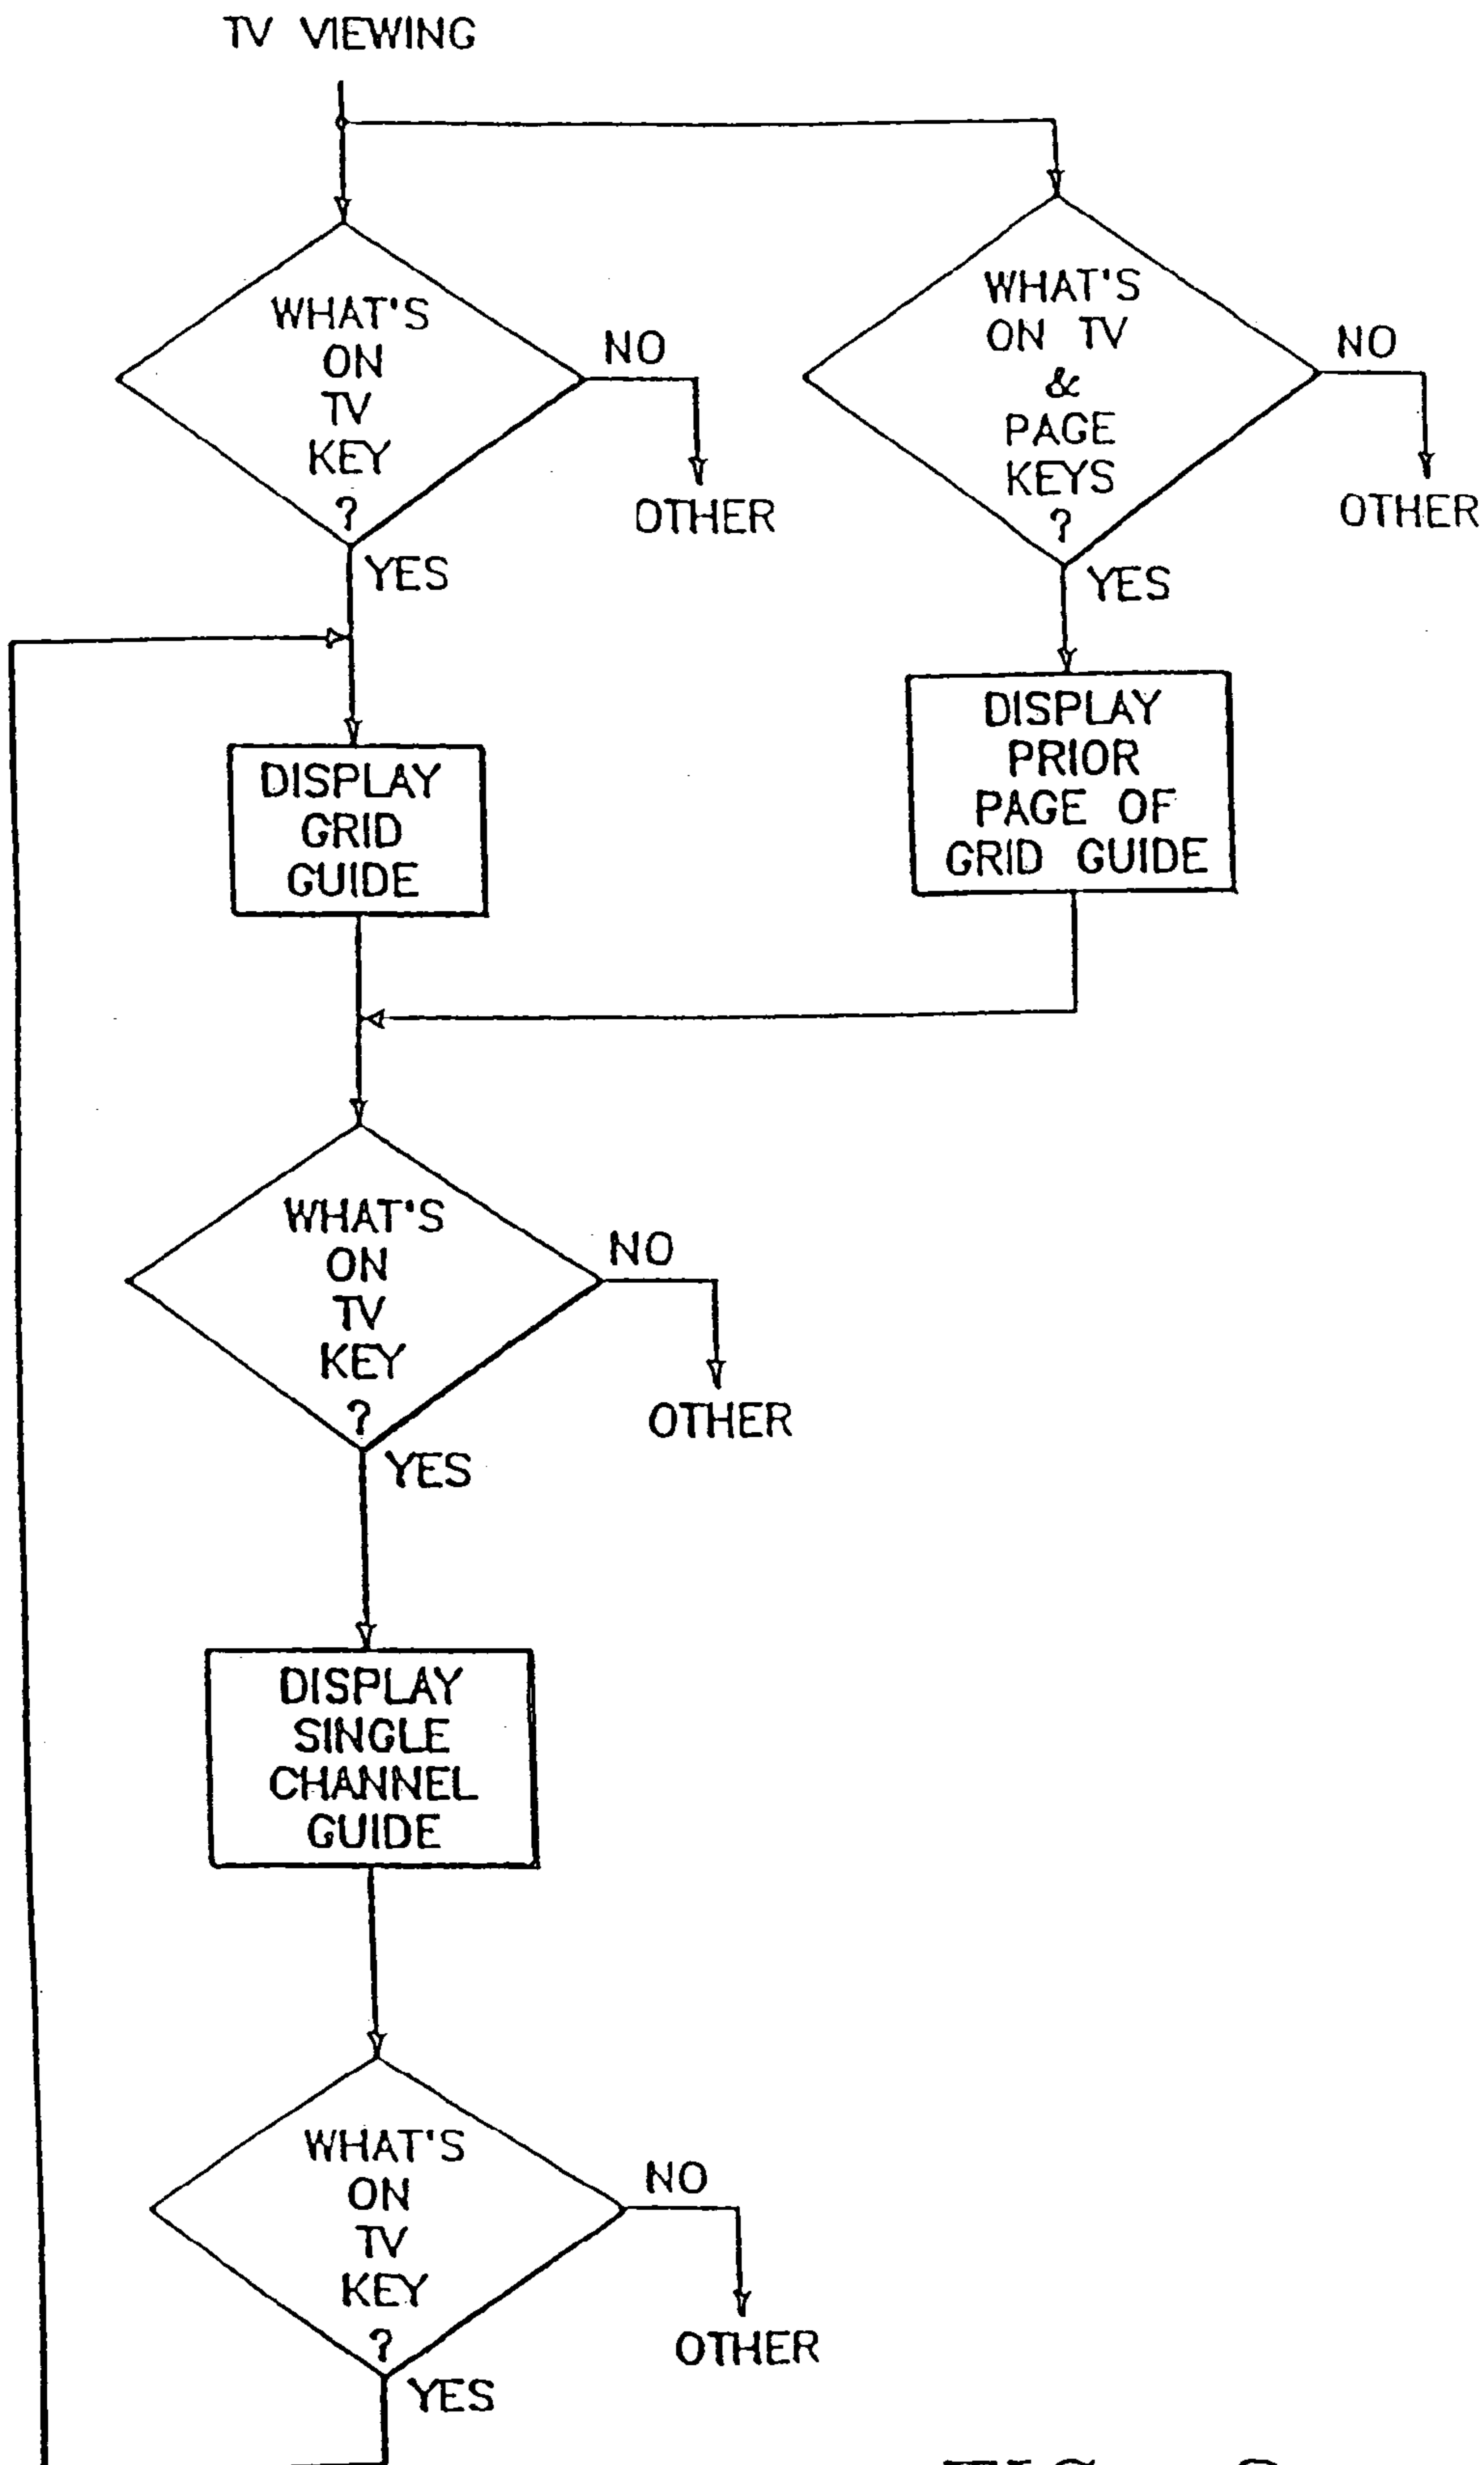 TV VIEWING
WHAT'S
ON
TV
KEY
?
NO
OTHER
YES
WHAT'S
ON TV
&
PAGE
KEYS
?
NO
OTHER
YES
DISPLAY
GRID
GUIDE
DISPLAY
PRIOR
PAGE OF
GRID GUIDE
WHAT'S
ON
TV
KEY
?
NO
OTHER
YES
DISPLAY
SINGLE
CHANNEL
GUIDE
WHAT'S
ON
TV
KEY
?
NO
OTHER
YES